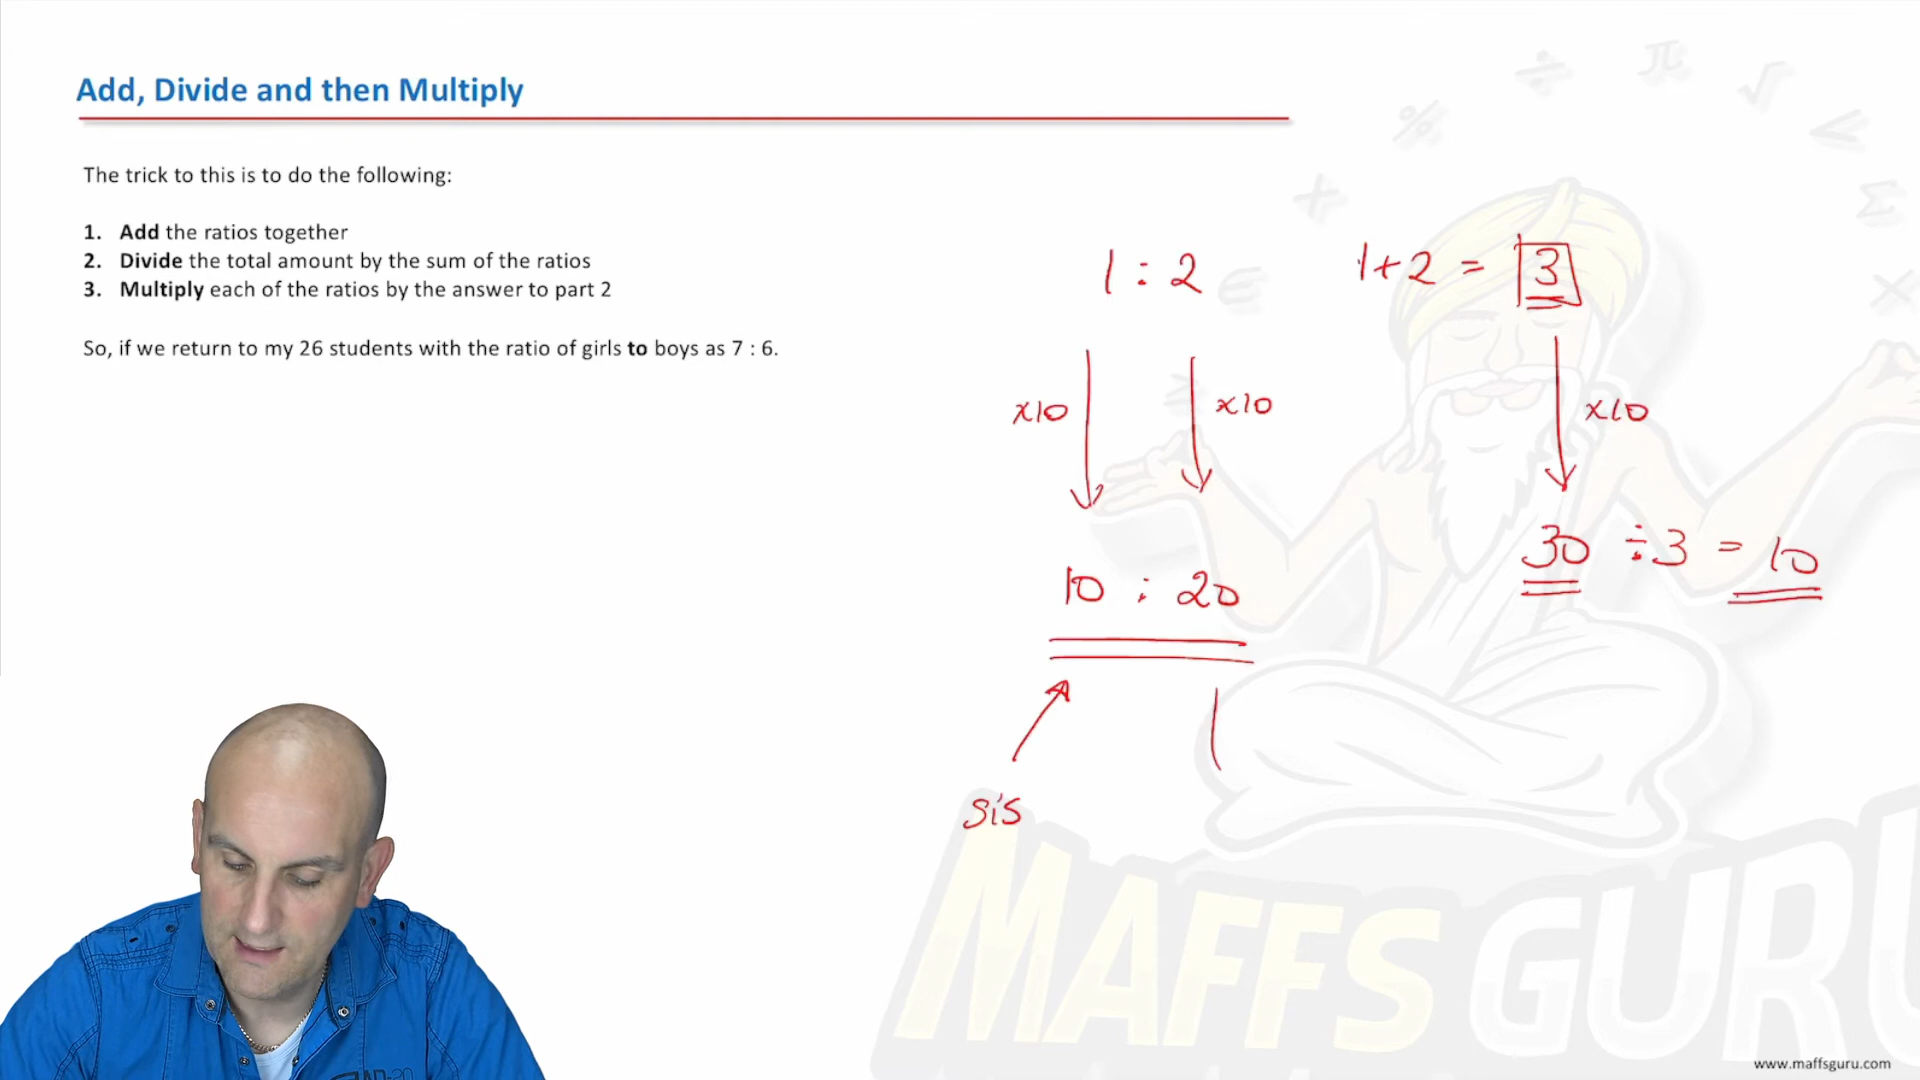 Add, Divide and then Multiply
The trick to this is to do the following:
1. Add the ratios together
2. Divide the total amount by the sum of the ratios
3. Multiply each of the ratios by the answer to part 2
So, if we return to my 26 students with the ratio of girls to boys as 7 : 6.
1 : 2
1+2 = 3
x10
x10
x10
30 ÷ 3 = 10
10 : 20
sis
MAFFS GURU
www.maffsguru.com